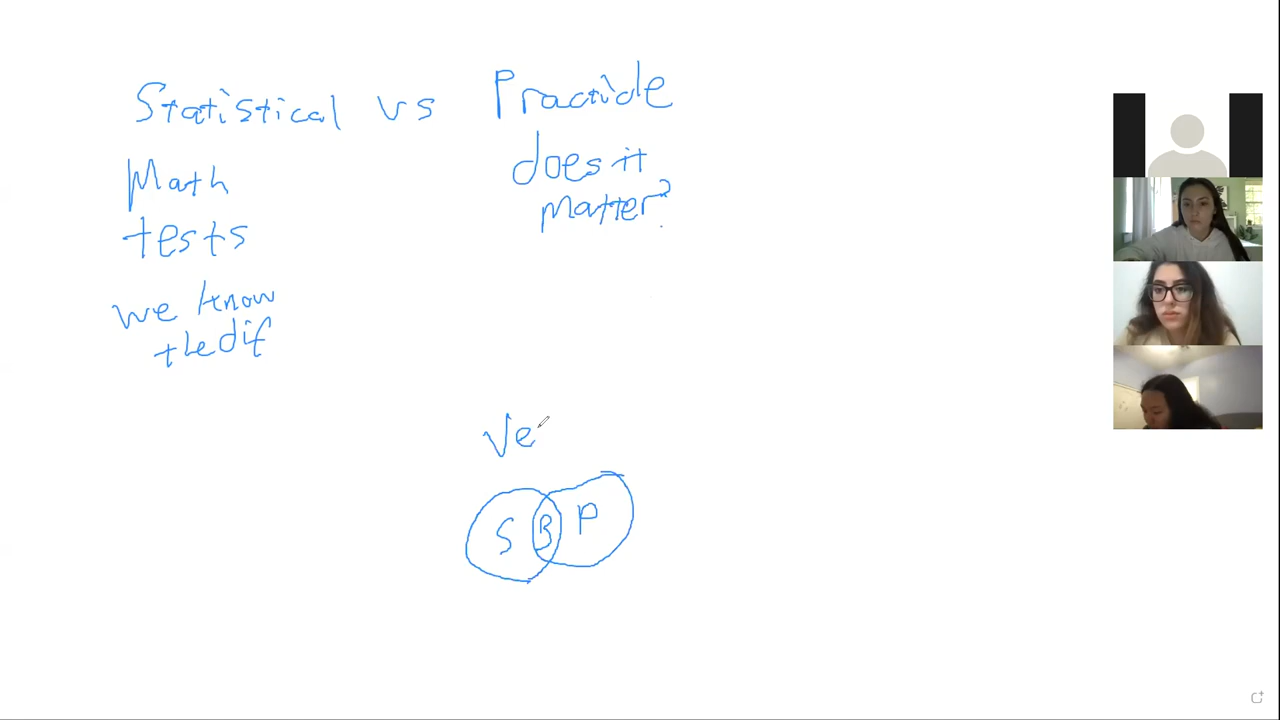 Statistical vs Practicle
Math
tests
we know
the dif
does it
matter?
Ve
S B P